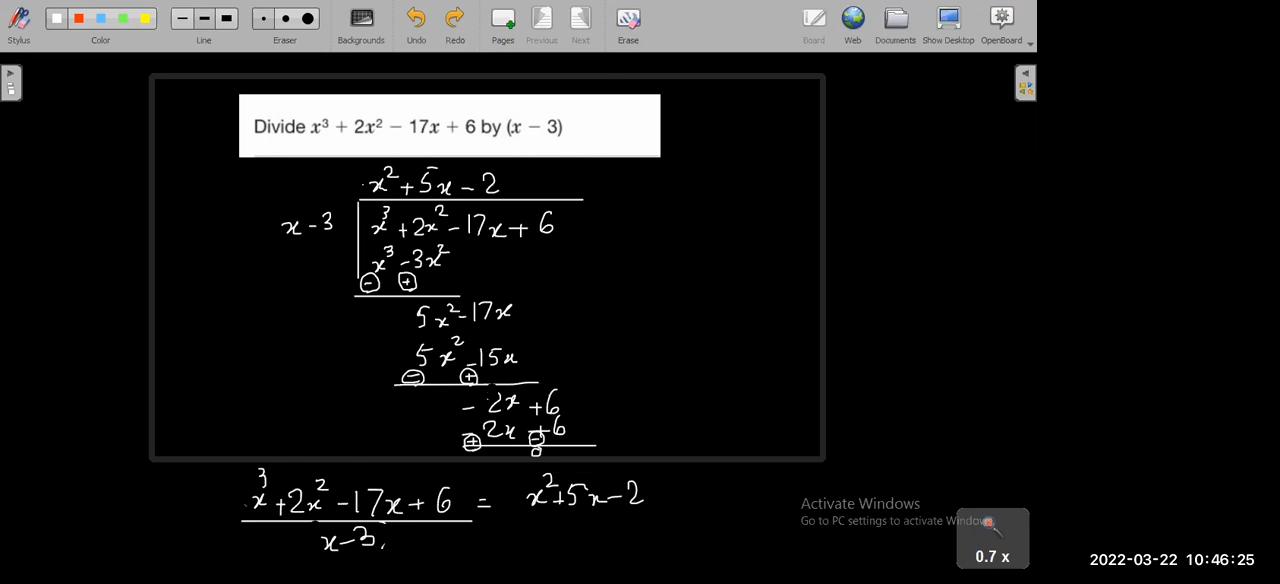 Stylus Color Line Eraser Backgrounds Undo Redo Pages Previous Next Erase Board Web Documents Show Desktop OpenBoard
Divide x³ + 2x² − 17x + 6 by (x − 3)
x² + 5x − 2
x − 3 x³ + 2x² − 17x + 6
x³ − 3x²
⊖ ⊕
5x² − 17x
5x² − 15x
⊖ ⊕
− 2x + 6
− 2x + 6
⊕ ⊖
0
x³ + 2x² − 17x + 6 = x² + 5x − 2
x − 3
Activate Windows
Go to PC settings to activate Windows
0.7 x
2022-03-22 10:46:25